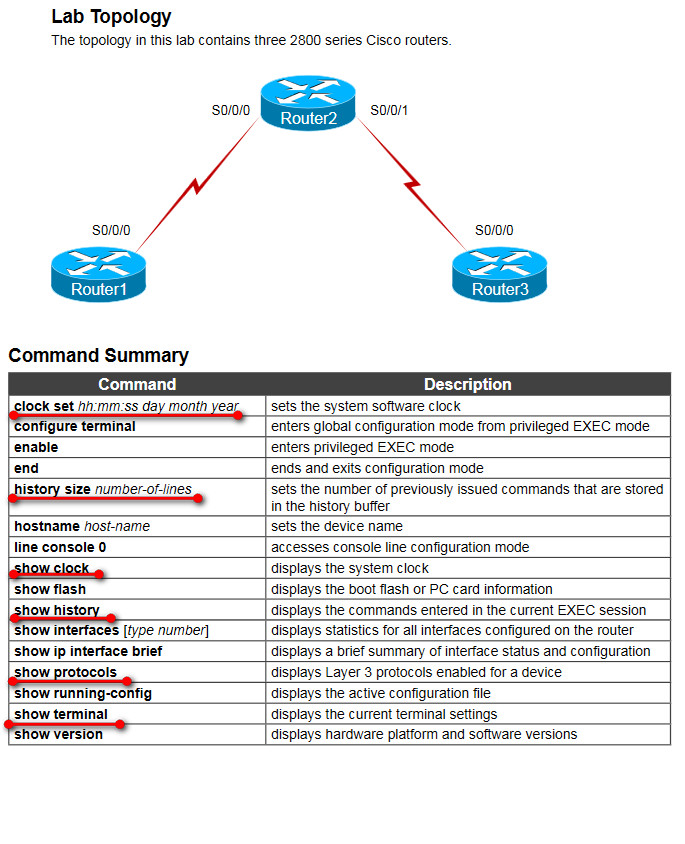 Lab Topology
The topology in this lab contains three 2800 series Cisco routers.
S0/0/0
Router2
S0/0/1
S0/0/0
Router1
S0/0/0
Router3
Command Summary
Command Description
clock set hh:mm:ss day month year sets the system software clock
configure terminal enters global configuration mode from privileged EXEC mode
enable enters privileged EXEC mode
end ends and exits configuration mode
history size number-of-lines sets the number of previously issued commands that are stored
in the history buffer
hostname host-name sets the device name
line console 0 accesses console line configuration mode
show clock displays the system clock
show flash displays the boot flash or PC card information
show history displays the commands entered in the current EXEC session
show interfaces [type number] displays statistics for all interfaces configured on the router
show ip interface brief displays a brief summary of interface status and configuration
show protocols displays Layer 3 protocols enabled for a device
show running-config displays the active configuration file
show terminal displays the current terminal settings
show version displays hardware platform and software versions